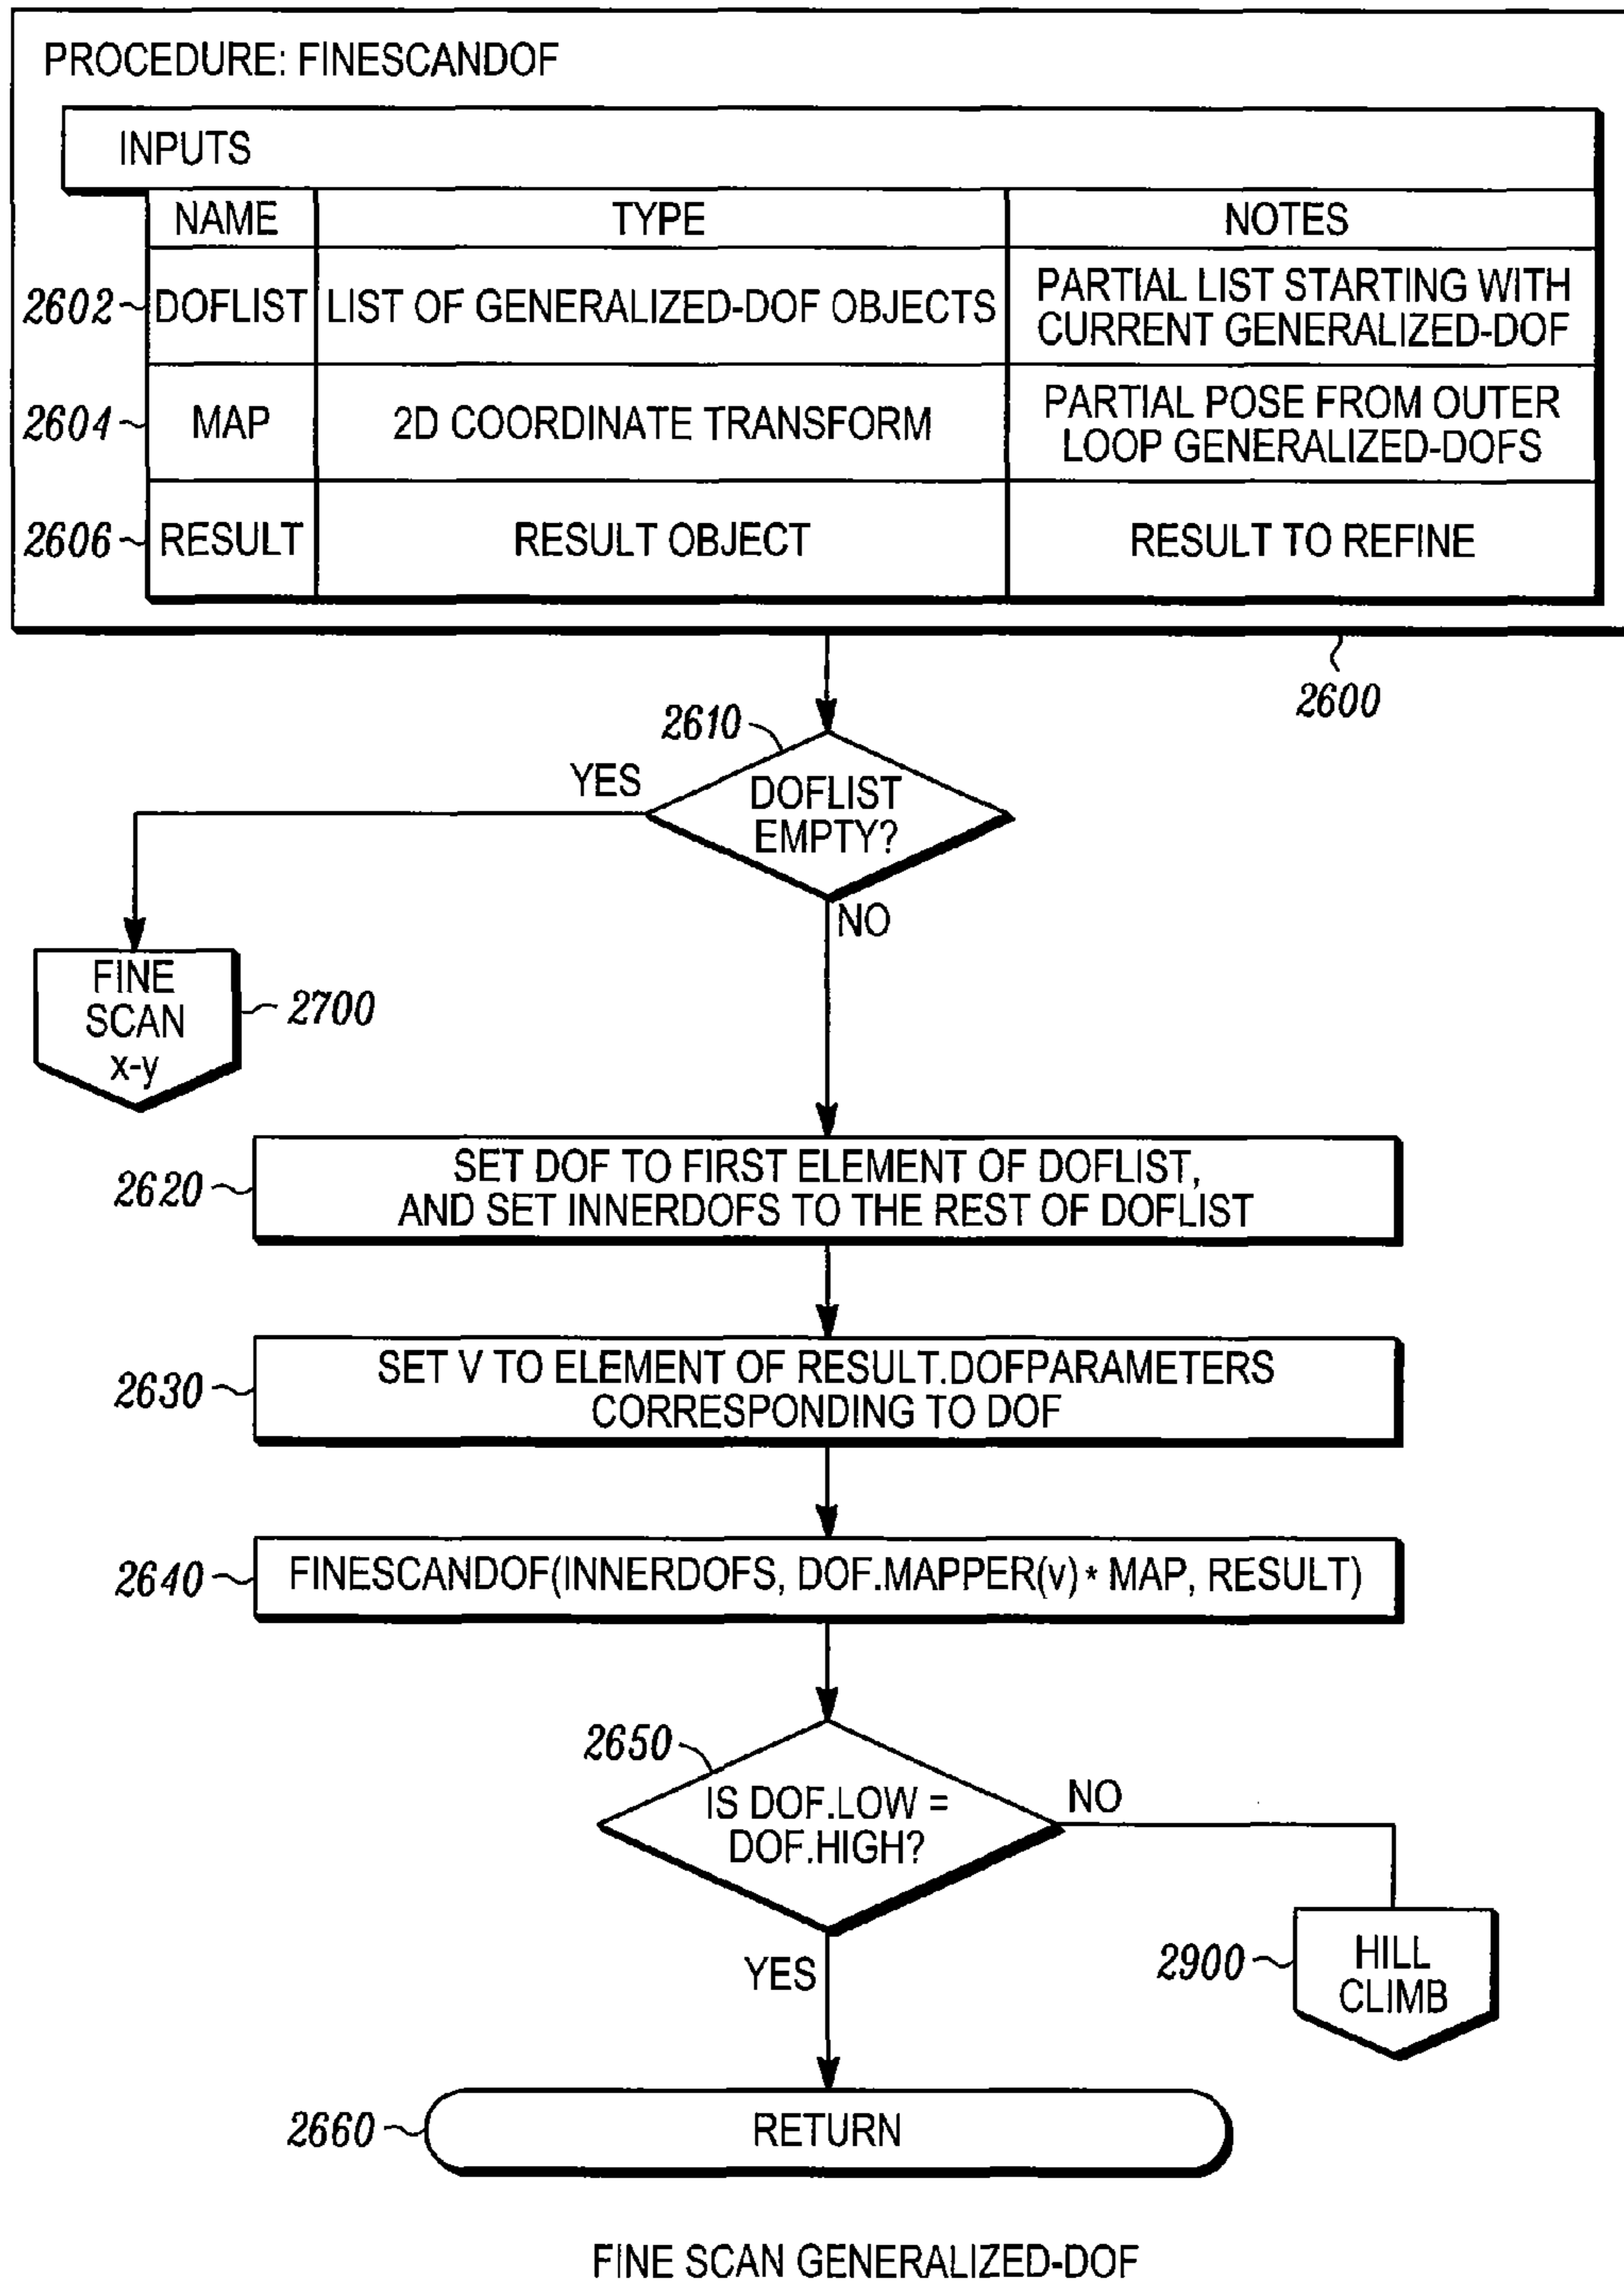 PROCEDURE: FINESCANDOF
INPUTS
NAME TYPE NOTES
2602 DOFLIST LIST OF GENERALIZED-DOF OBJECTS PARTIAL LIST STARTING WITH
CURRENT GENERALIZED-DOF
2604 MAP 2D COORDINATE TRANSFORM PARTIAL POSE FROM OUTER
LOOP GENERALIZED-DOFS
2606 RESULT RESULT OBJECT RESULT TO REFINE
2600
2610
YES
DOFLIST
EMPTY?
NO
FINE
SCAN
x-y
2700
2620
SET DOF TO FIRST ELEMENT OF DOFLIST,
AND SET INNERDOFS TO THE REST OF DOFLIST
2630
SET V TO ELEMENT OF RESULT.DOFPARAMETERS
CORRESPONDING TO DOF
2640
FINESCANDOF(INNERDOFS, DOF.MAPPER(v) * MAP, RESULT)
2650
IS DOF.LOW =
DOF.HIGH?
NO
YES
2900
HILL
CLIMB
2660
RETURN
FINE SCAN GENERALIZED-DOF